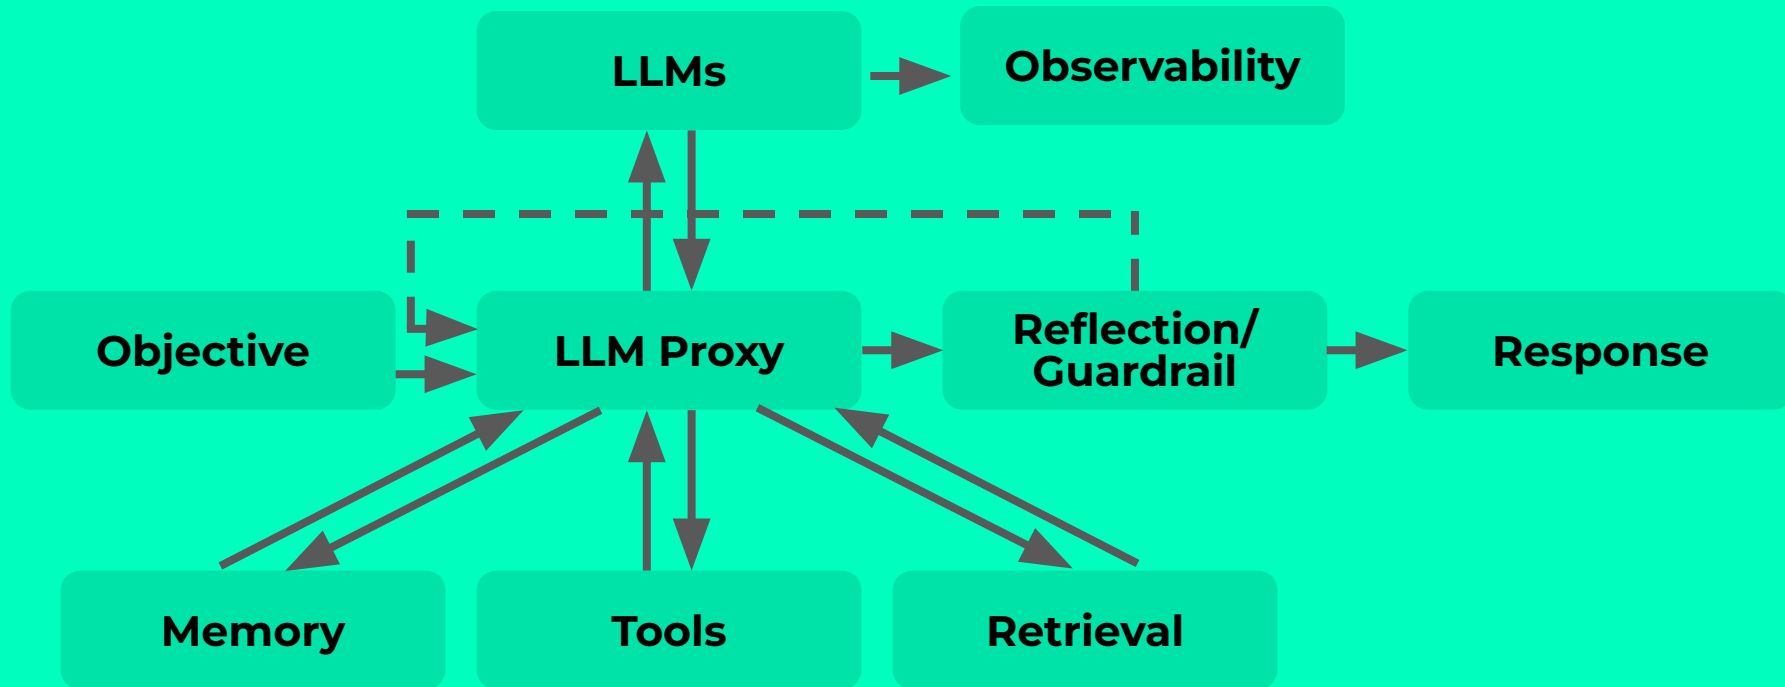 LLMs
Observability
Objective
LLM Proxy
Reflection/
Guardrail
Response
Memory
Tools
Retrieval